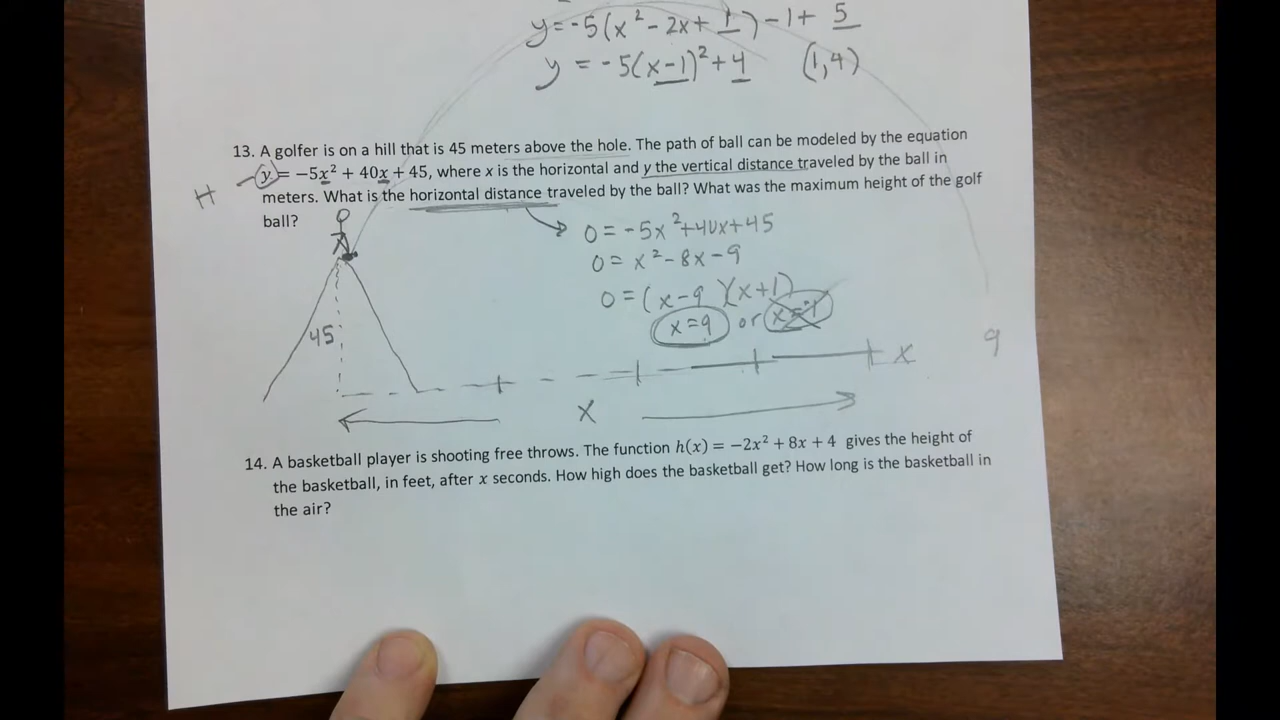 y = -5(x² - 2x + 1) - 1 + 5
y = -5(x-1)² + 4 (1,4)
13. A golfer is on a hill that is 45 meters above the hole. The path of ball can be modeled by the equation
H y = −5x² + 40x + 45, where x is the horizontal and y the vertical distance traveled by the ball in
meters. What is the horizontal distance traveled by the ball? What was the maximum height of the golf
ball?
0 = -5x² + 40x + 45
0 = x² - 8x - 9
0 = (x-9)(x+1)
x=9 or x=-1
45
x 9
x
14. A basketball player is shooting free throws. The function h(x) = −2x² + 8x + 4 gives the height of
the basketball, in feet, after x seconds. How high does the basketball get? How long is the basketball in
the air?